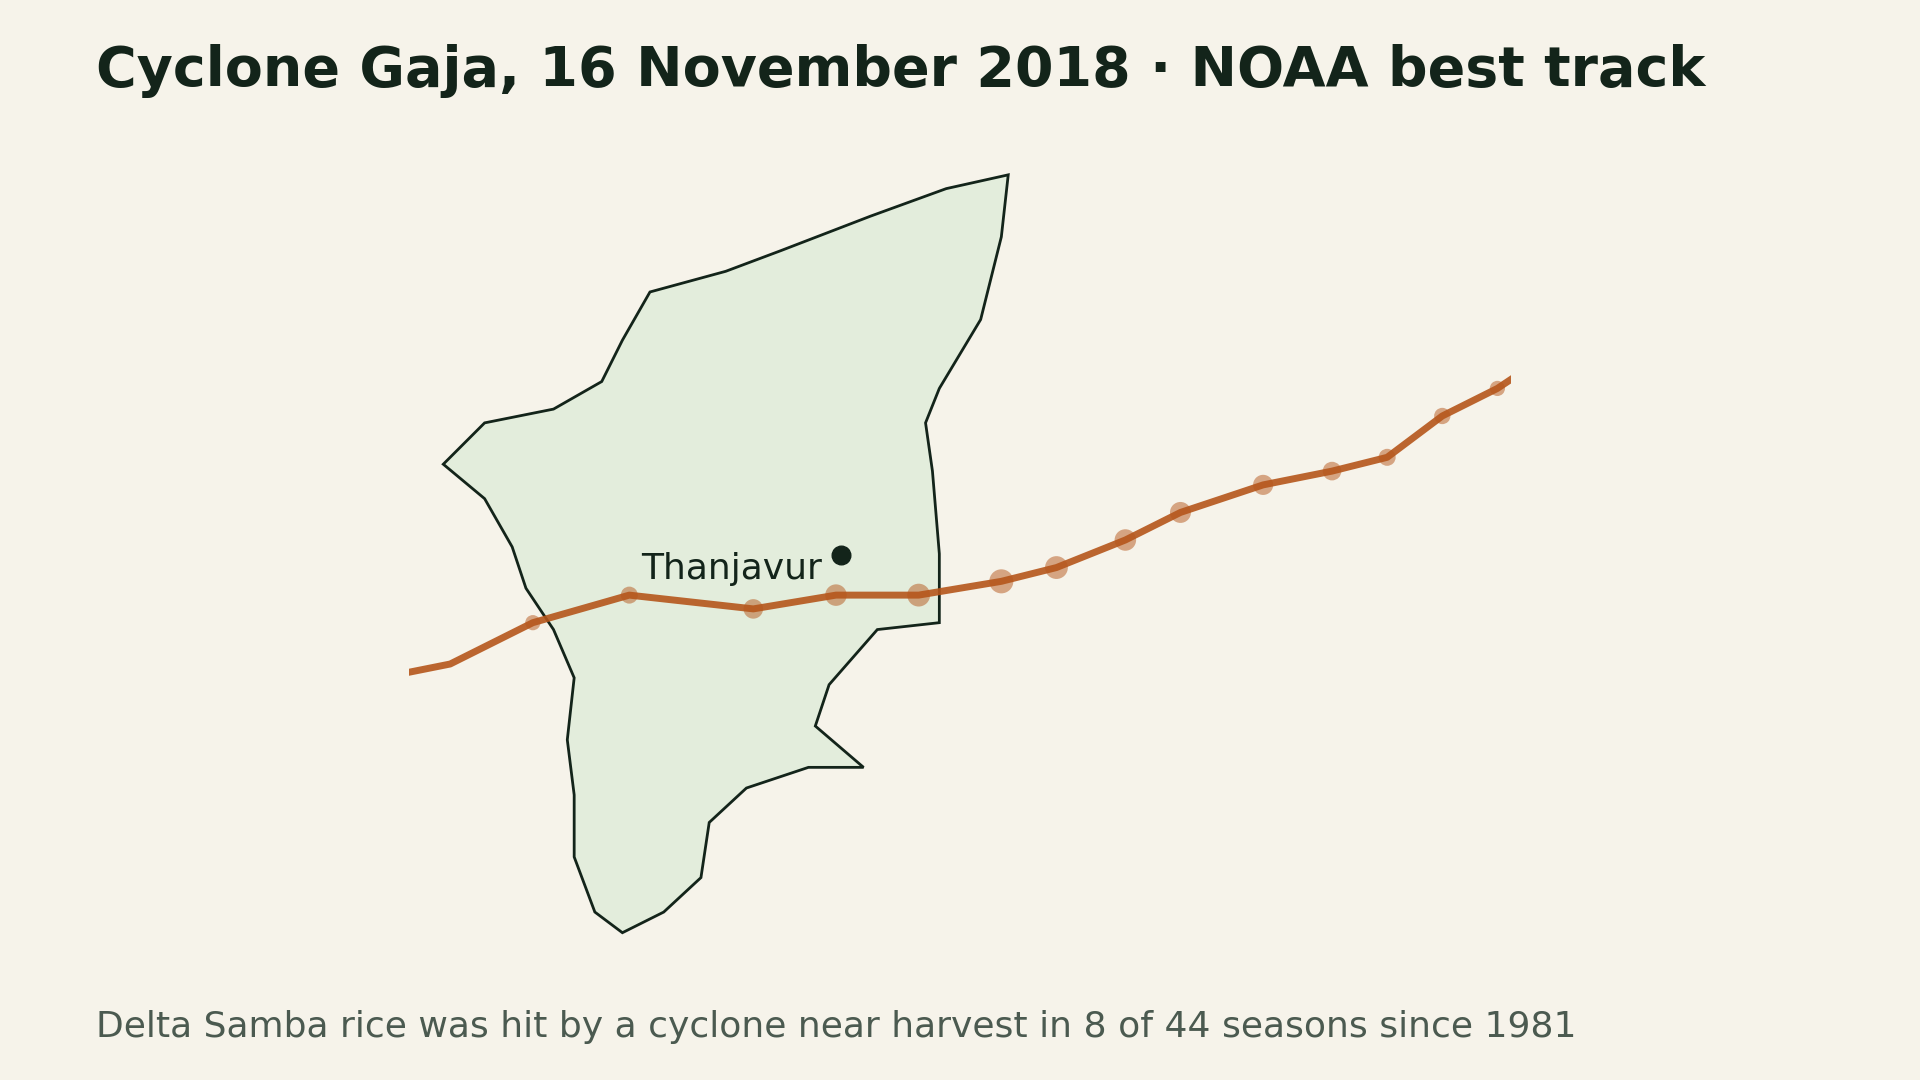 Cyclone Gaja, 16 November 2018 · NOAA best track
Thanjavur
Delta Samba rice was hit by a cyclone near harvest in 8 of 44 seasons since 1981